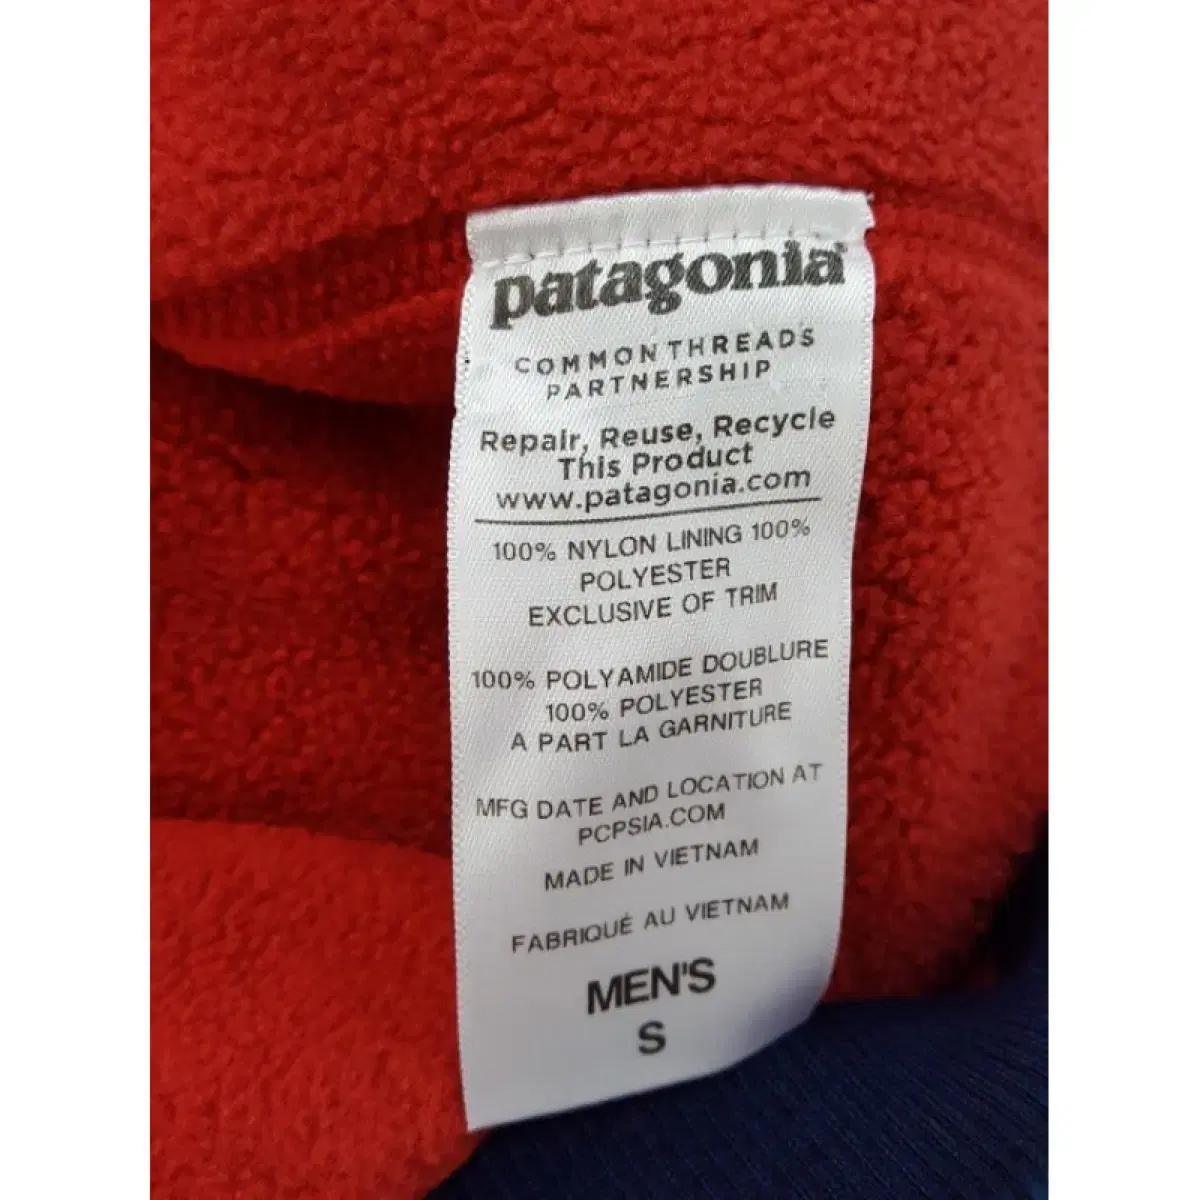 patagonia®
COMMON THREADS
PARTNERSHIP
Repair, Reuse, Recycle
This Product
www.patagonia.com
100% NYLON LINING 100%
POLYESTER
EXCLUSIVE OF TRIM
100% POLYAMIDE DOUBLURE
100% POLYESTER
A PART LA GARNITURE
MFG DATE AND LOCATION AT
PCPSIA.COM
MADE IN VIETNAM
FABRIQUÉ AU VIETNAM
MEN'S
S